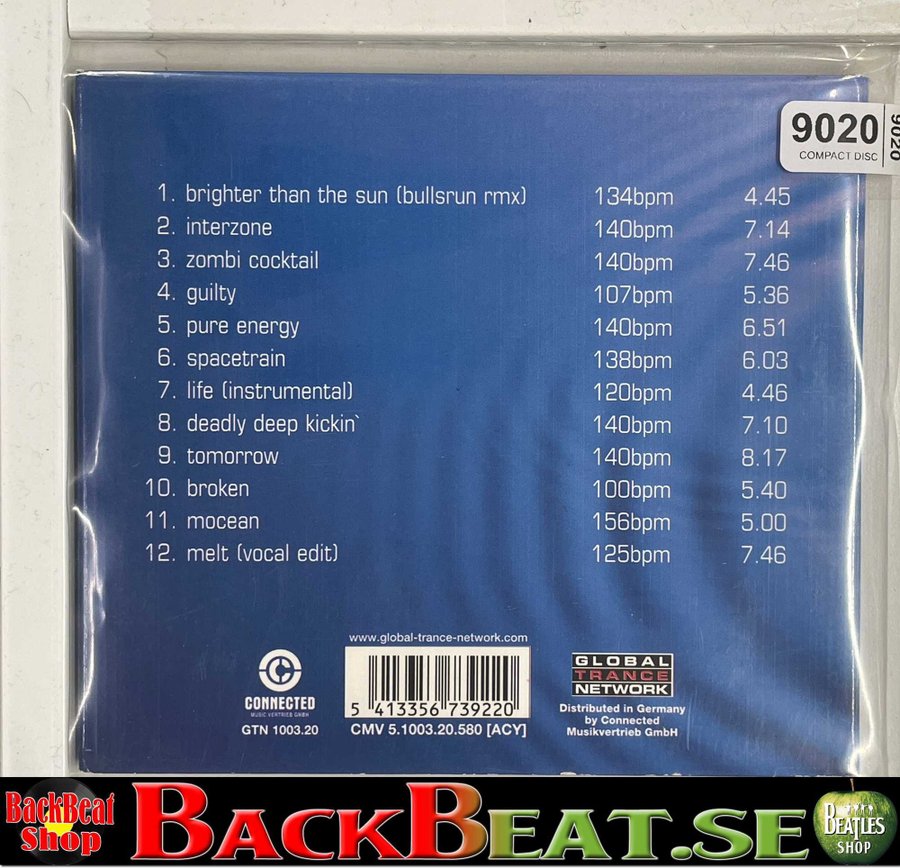 9020
COMPACT DISC
9020
1. brighter than the sun (bullsrun rmx) 134bpm 4.45
2. interzone 140bpm 7.14
3. zombi cocktail 140bpm 7.46
4. guilty 107bpm 5.36
5. pure energy 140bpm 6.51
6. spacetrain 138bpm 6.03
7. life (instrumental) 120bpm 4.46
8. deadly deep kickin` 140bpm 7.10
9. tomorrow 140bpm 8.17
10. broken 100bpm 5.40
11. mocean 156bpm 5.00
12. melt (vocal edit) 125bpm 7.46
www.global-trance-network.com
CONNECTED
MUSIC VERTRIEB GMBH
GTN 1003.20
5 413356 739220
CMV 5.1003.20.580 [ACY]
GLOBAL
TRANCE
NETWORK
Distributed in Germany
by Connected
Musikvertrieb GmbH
BackBeat
Shop
BACKBEAT.SE
BEATLES
SHOP